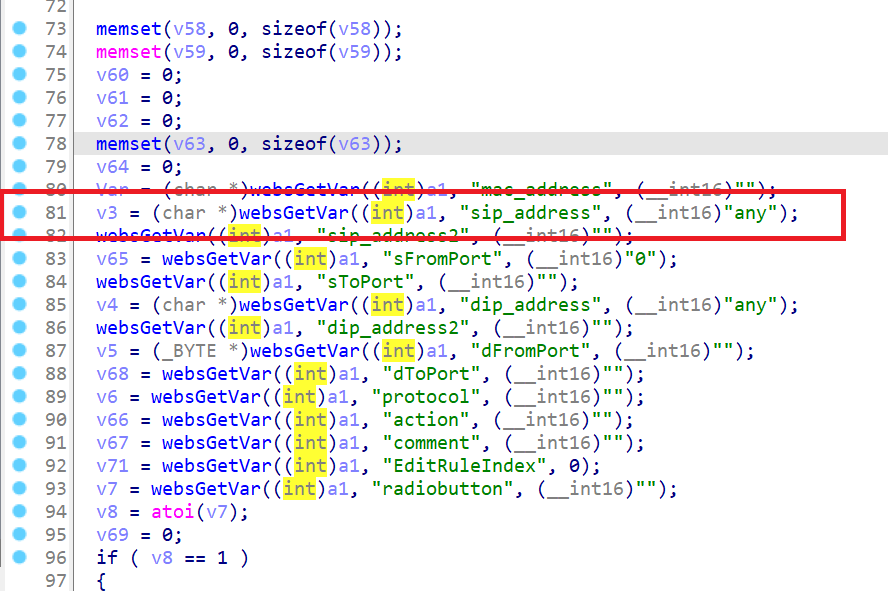 72
73 memset(v58, 0, sizeof(v58));
74 memset(v59, 0, sizeof(v59));
75 v60 = 0;
76 v61 = 0;
77 v62 = 0;
78 memset(v63, 0, sizeof(v63));
79 v64 = 0;
80 Var = (char *)websGetVar((int)a1, "mac_address", (__int16)"");
81 v3 = (char *)websGetVar((int)a1, "sip_address", (__int16)"any");
82 websGetVar((int)a1, "sip_address2", (__int16)"");
83 v65 = websGetVar((int)a1, "sFromPort", (__int16)"0");
84 websGetVar((int)a1, "sToPort", (__int16)"");
85 v4 = (char *)websGetVar((int)a1, "dip_address", (__int16)"any");
86 websGetVar((int)a1, "dip_address2", (__int16)"");
87 v5 = (_BYTE *)websGetVar((int)a1, "dFromPort", (__int16)"");
88 v68 = websGetVar((int)a1, "dToPort", (__int16)"");
89 v6 = websGetVar((int)a1, "protocol", (__int16)"");
90 v66 = websGetVar((int)a1, "action", (__int16)"");
91 v67 = websGetVar((int)a1, "comment", (__int16)"");
92 v71 = websGetVar((int)a1, "EditRuleIndex", 0);
93 v7 = websGetVar((int)a1, "radiobutton", (__int16)"");
94 v8 = atoi(v7);
95 v69 = 0;
96 if ( v8 == 1 )
97 {